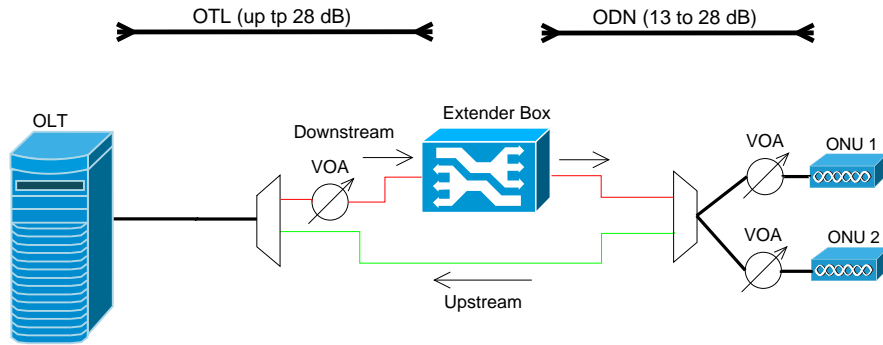 OTL (up tp 28 dB)
ODN (13 to 28 dB)
OLT
Extender Box
Downstream
VOA
VOA
ONU 1
VOA
ONU 2
Upstream